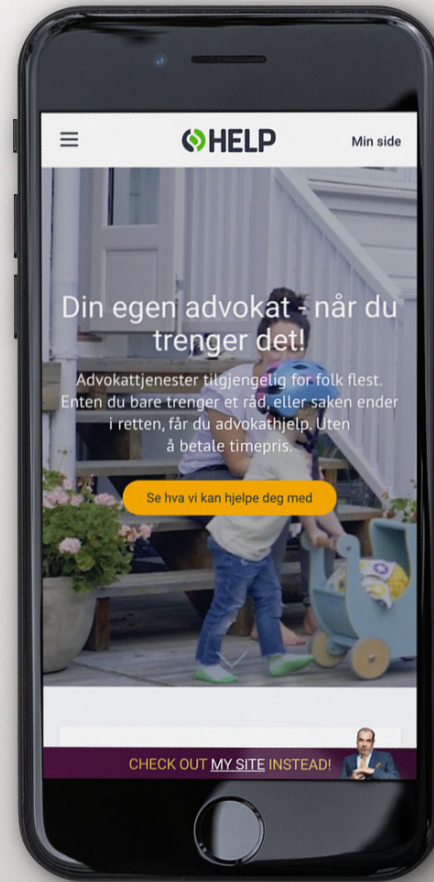 HELP
Min side
Din egen advokat - når du
trenger det!
Advokattjenester tilgjengelig for folk flest.
Enten du bare trenger et råd, eller saken ender
i retten, får du advokathjelp. Uten
å betale timepris.
Se hva vi kan hjelpe deg med
CHECK OUT MY SITE INSTEAD!